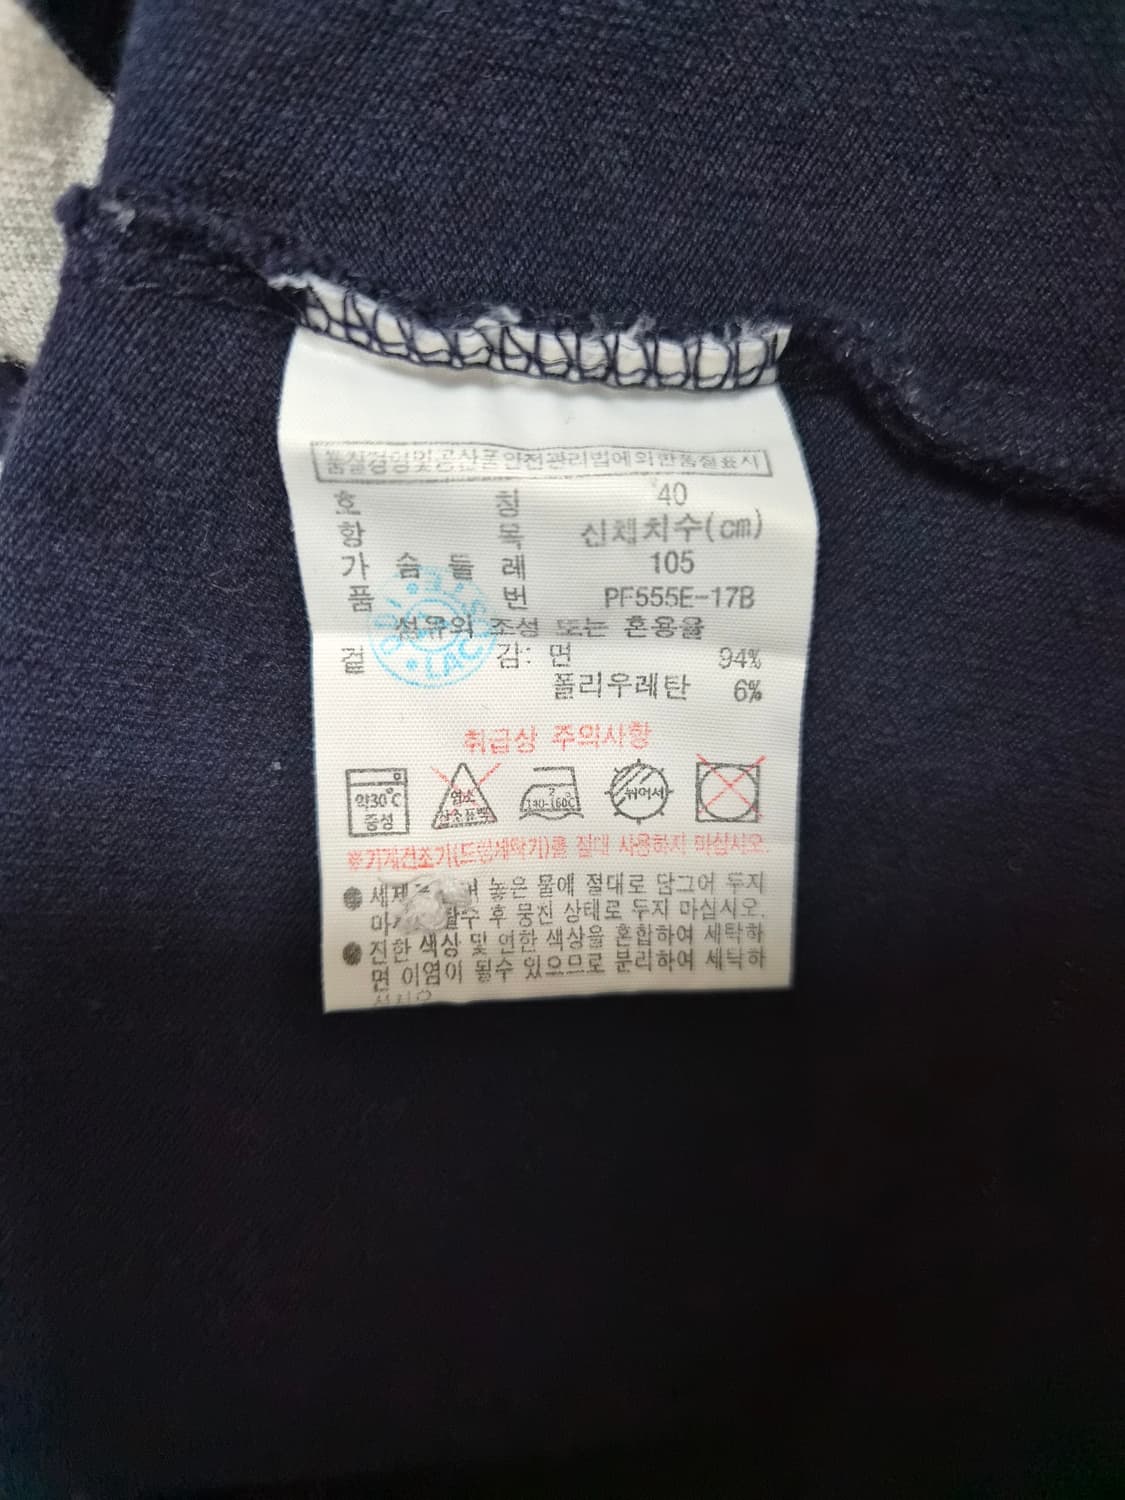 품질경영및공산품안전관리법에의한품질표시
호 칭 40
항 목 신체치수(cm)
가 슴 둘 레 105
품 번 PF555E-17B
섬유의 조성 또는 혼용율
겉 감: 면 94%
폴리우레탄 6%
LAC
취급상 주의사항
약30℃ 중성
염소
140~160℃
뉘어서
※기계건조기(드럼세탁기)를 절대 사용하지 마십시오.
● 놓은 물에 절대로 담그어 두지
후 뭉친 상태로 두지 마십시오.
● 진한 색상 및 연한 색상을 혼합하여 세탁하
면 이염이 될수 있으므로 분리하여 세탁하
십시오